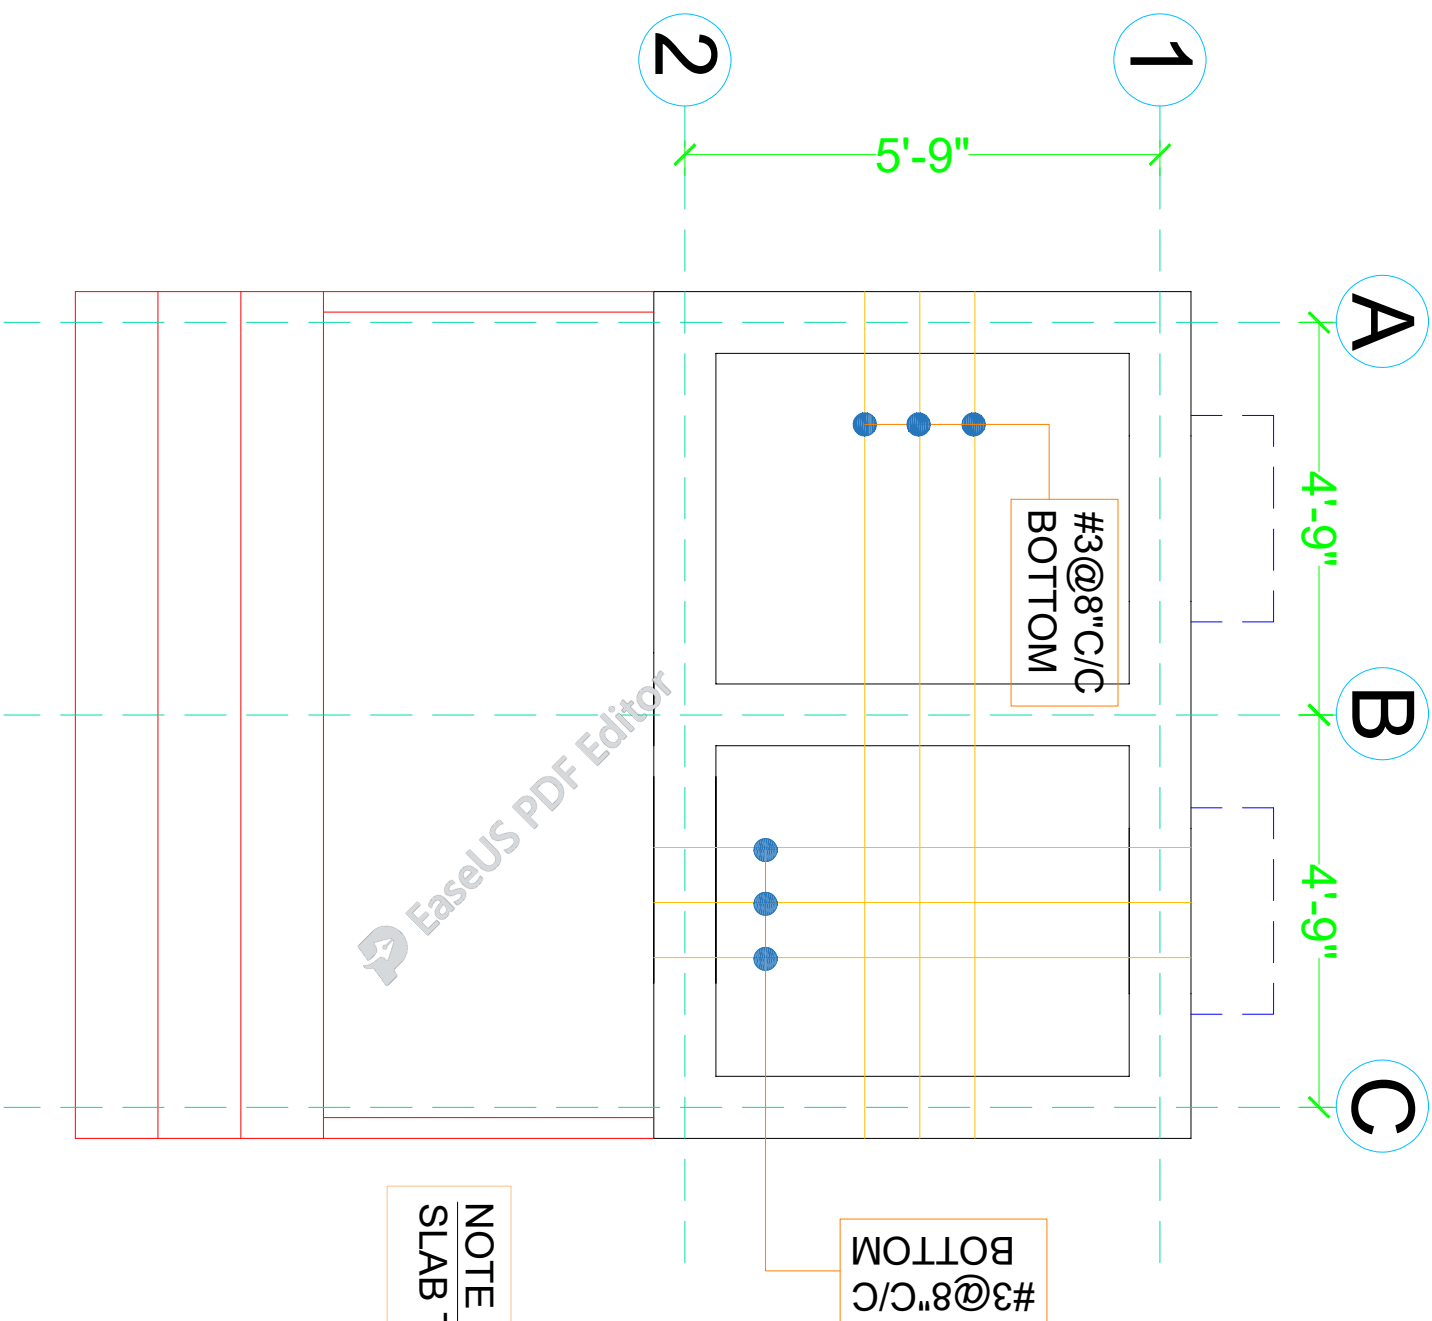 2
1
5'-9"
A
4'-9"
B
4'-9"
C
#3@8"C/C
BOTTOM
EaseUS PDF Editor
NOTE
SLAB
#3@8"C/C
BOTTOM